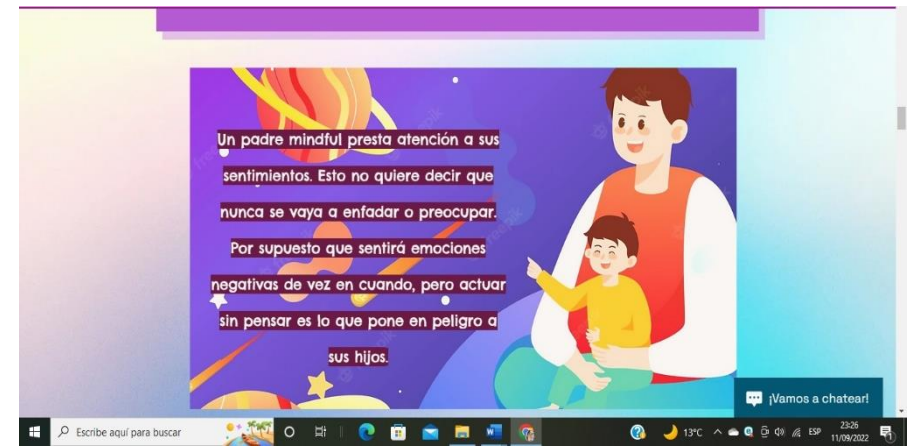 Un padre mindful presta atención a sus
sentimientos. Esto no quiere decir que
nunca se vaya a enfadar o preocupar.
Por supuesto que sentirá emociones
negativas de vez en cuando, pero actuar
sin pensar es lo que pone en peligro a
sus hijos.
¡Vamos a chatear!
Escribe aquí para buscar
13°C
ESP
23:26
11/09/2022